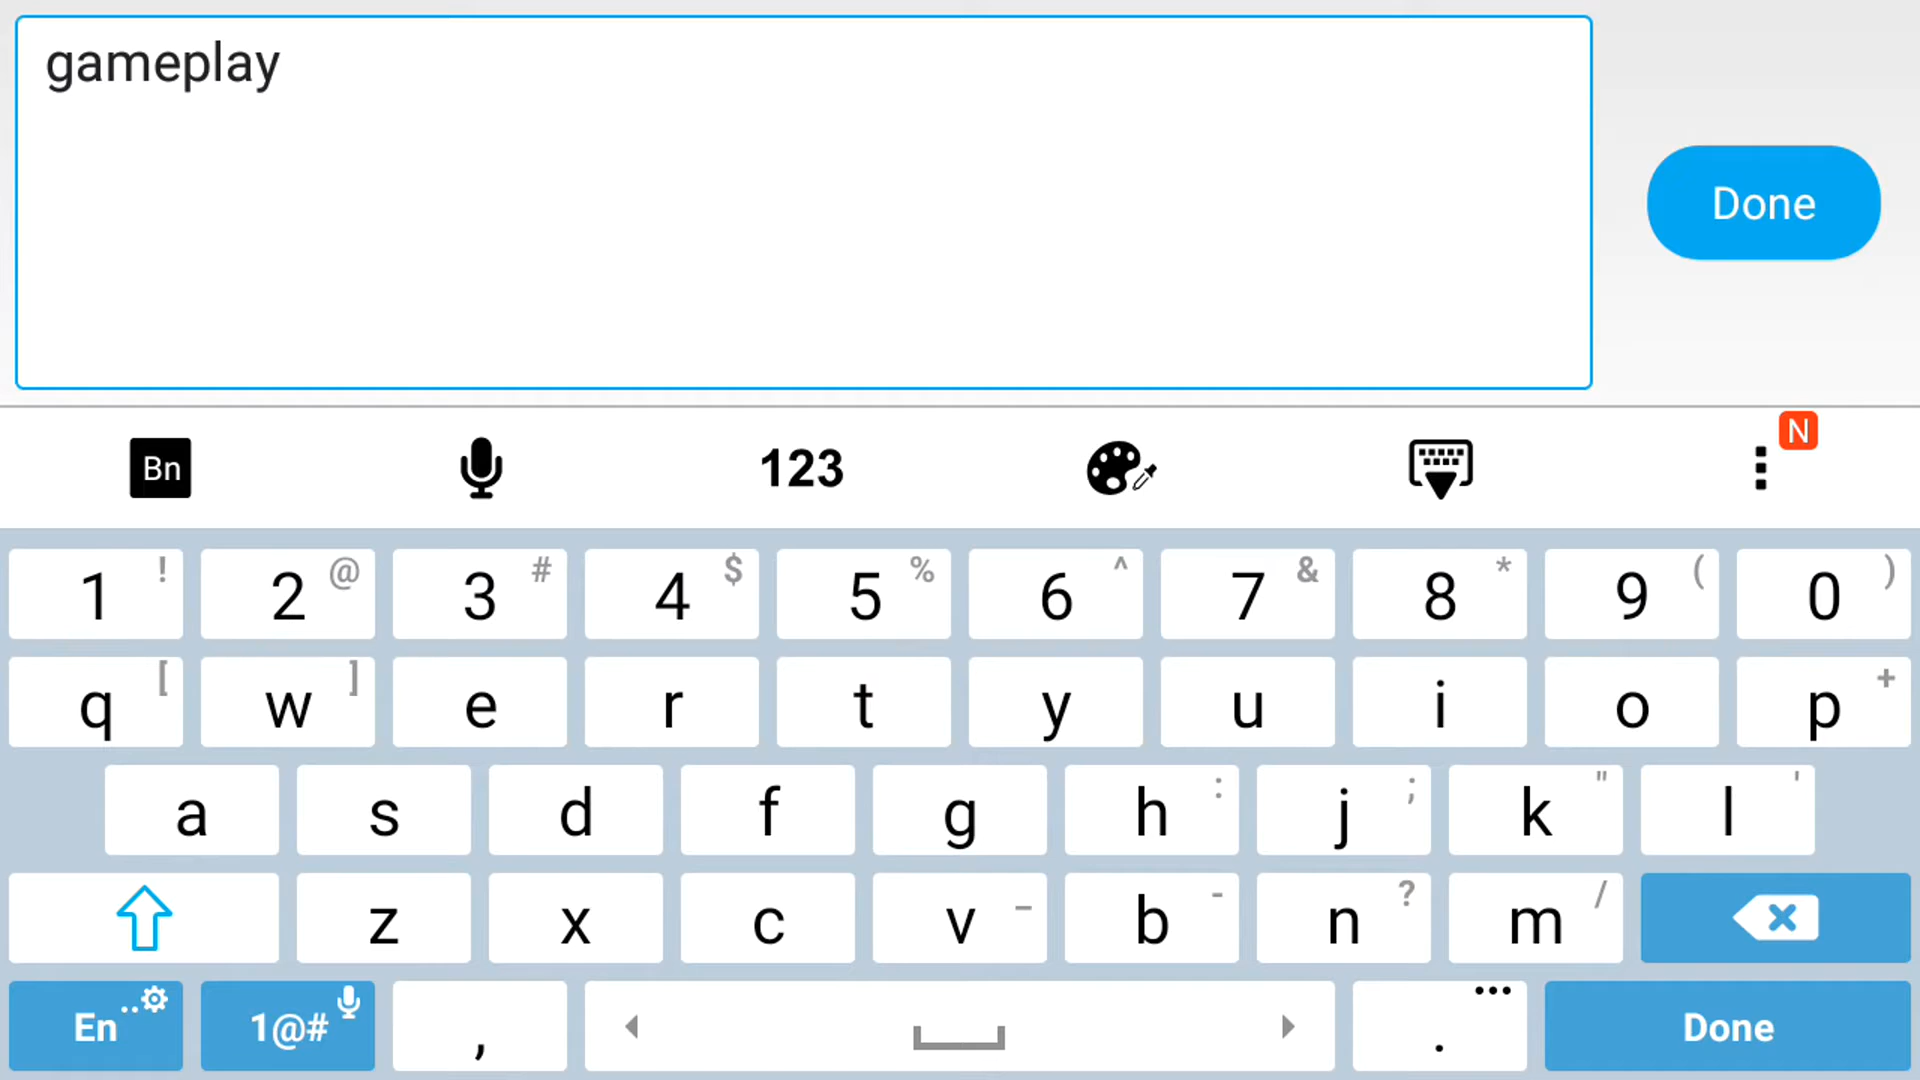 gameplay
Done
Bn
123
N
1 ! 2 @ 3 # 4 $ 5 % 6 ^ 7 & 8 * 9 ( 0 )
q [ w ] e r t y u i o p +
a s d f g h : j ; k " l '
z x c v _ b - n ? m /
En 1@# , . Done